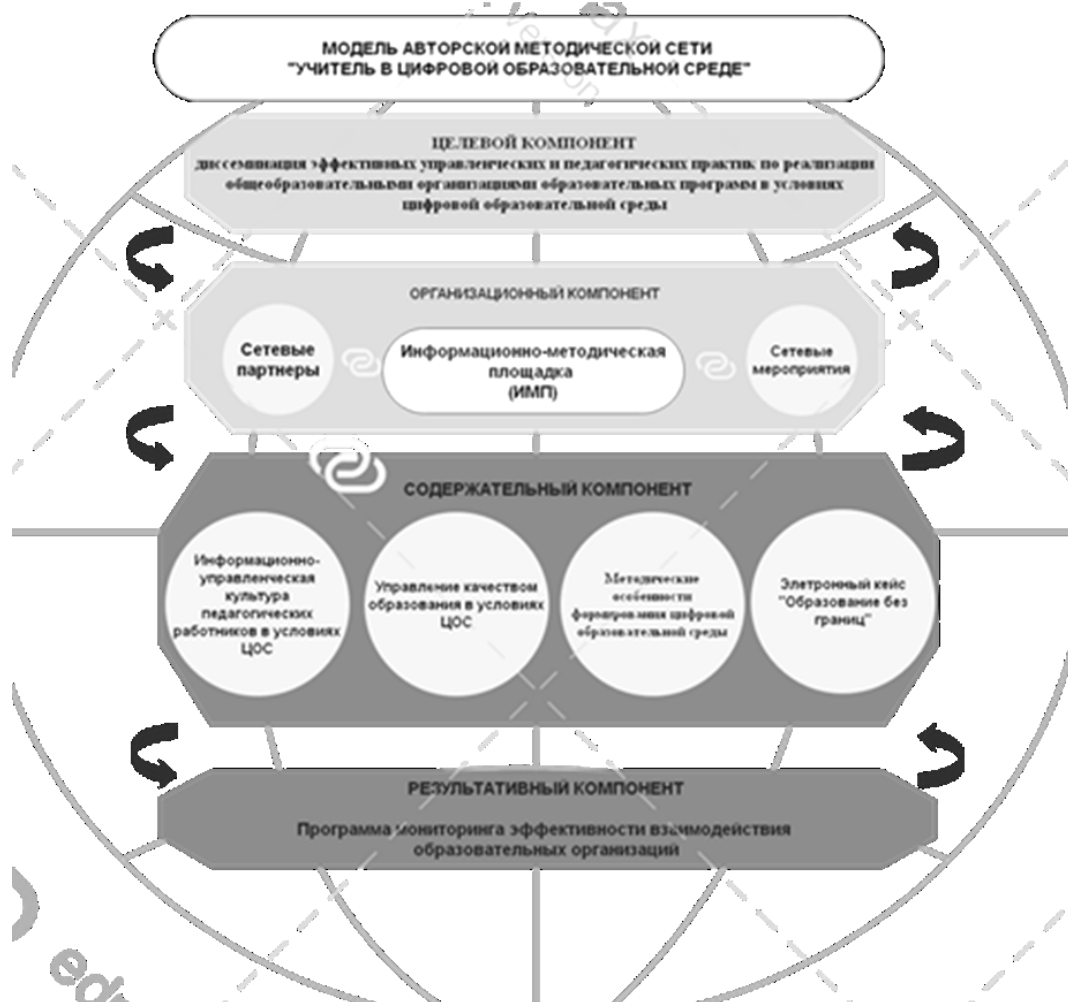 МОДЕЛЬ АВТОРСКОЙ МЕТОДИЧЕСКОЙ СЕТИ
"УЧИТЕЛЬ В ЦИФРОВОЙ ОБРАЗОВАТЕЛЬНОЙ СРЕДЕ"
ЦЕЛЕВОЙ КОМПОНЕНТ
диссеминация эффективных управленческих и педагогических практик по реализации
общеобразовательными организациями образовательных программ в условиях
цифровой образовательной среды
ОРГАНИЗАЦИОННЫЙ КОМПОНЕНТ
Сетевые
партнеры
Информационно-методическая
площадка
(ИМП)
Сетевые
мероприятия
СОДЕРЖАТЕЛЬНЫЙ КОМПОНЕНТ
Информационно-
управленческая
культура
педагогических
работников в условиях
ЦОС
Управление качеством
образования в условиях
ЦОС
Методические
особенности
формирования цифровой
образовательной среды
Элетронный кейс
"Образование без
границ"
РЕЗУЛЬТАТИВНЫЙ КОМПОНЕНТ
Программа мониторинга эффективности взаимодействия
образовательных организаций